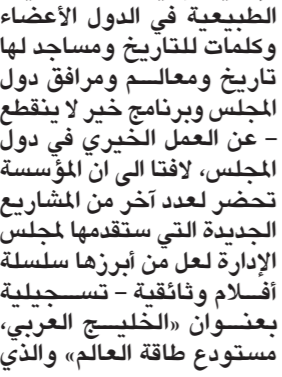 الطبيعية في الدول الأعضاء
وكلمات للتاريخ ومساجد لها
تاريخ ومعالم ومرافق دول
المجلس وبرنامج خير لا ينقطع
– عن العمل الخيري في دول
المجلس، لافتا الى ان المؤسسة
تحضر لعدد آخر من المشاريع
الجديدة التي ستقدمها لمجلس
الإدارة لعل من أبرزها سلسلة
أفلام وثائقية – تسجيلية
بعنوان «الخليج العربي،
مستودع طاقة العالم» والذي